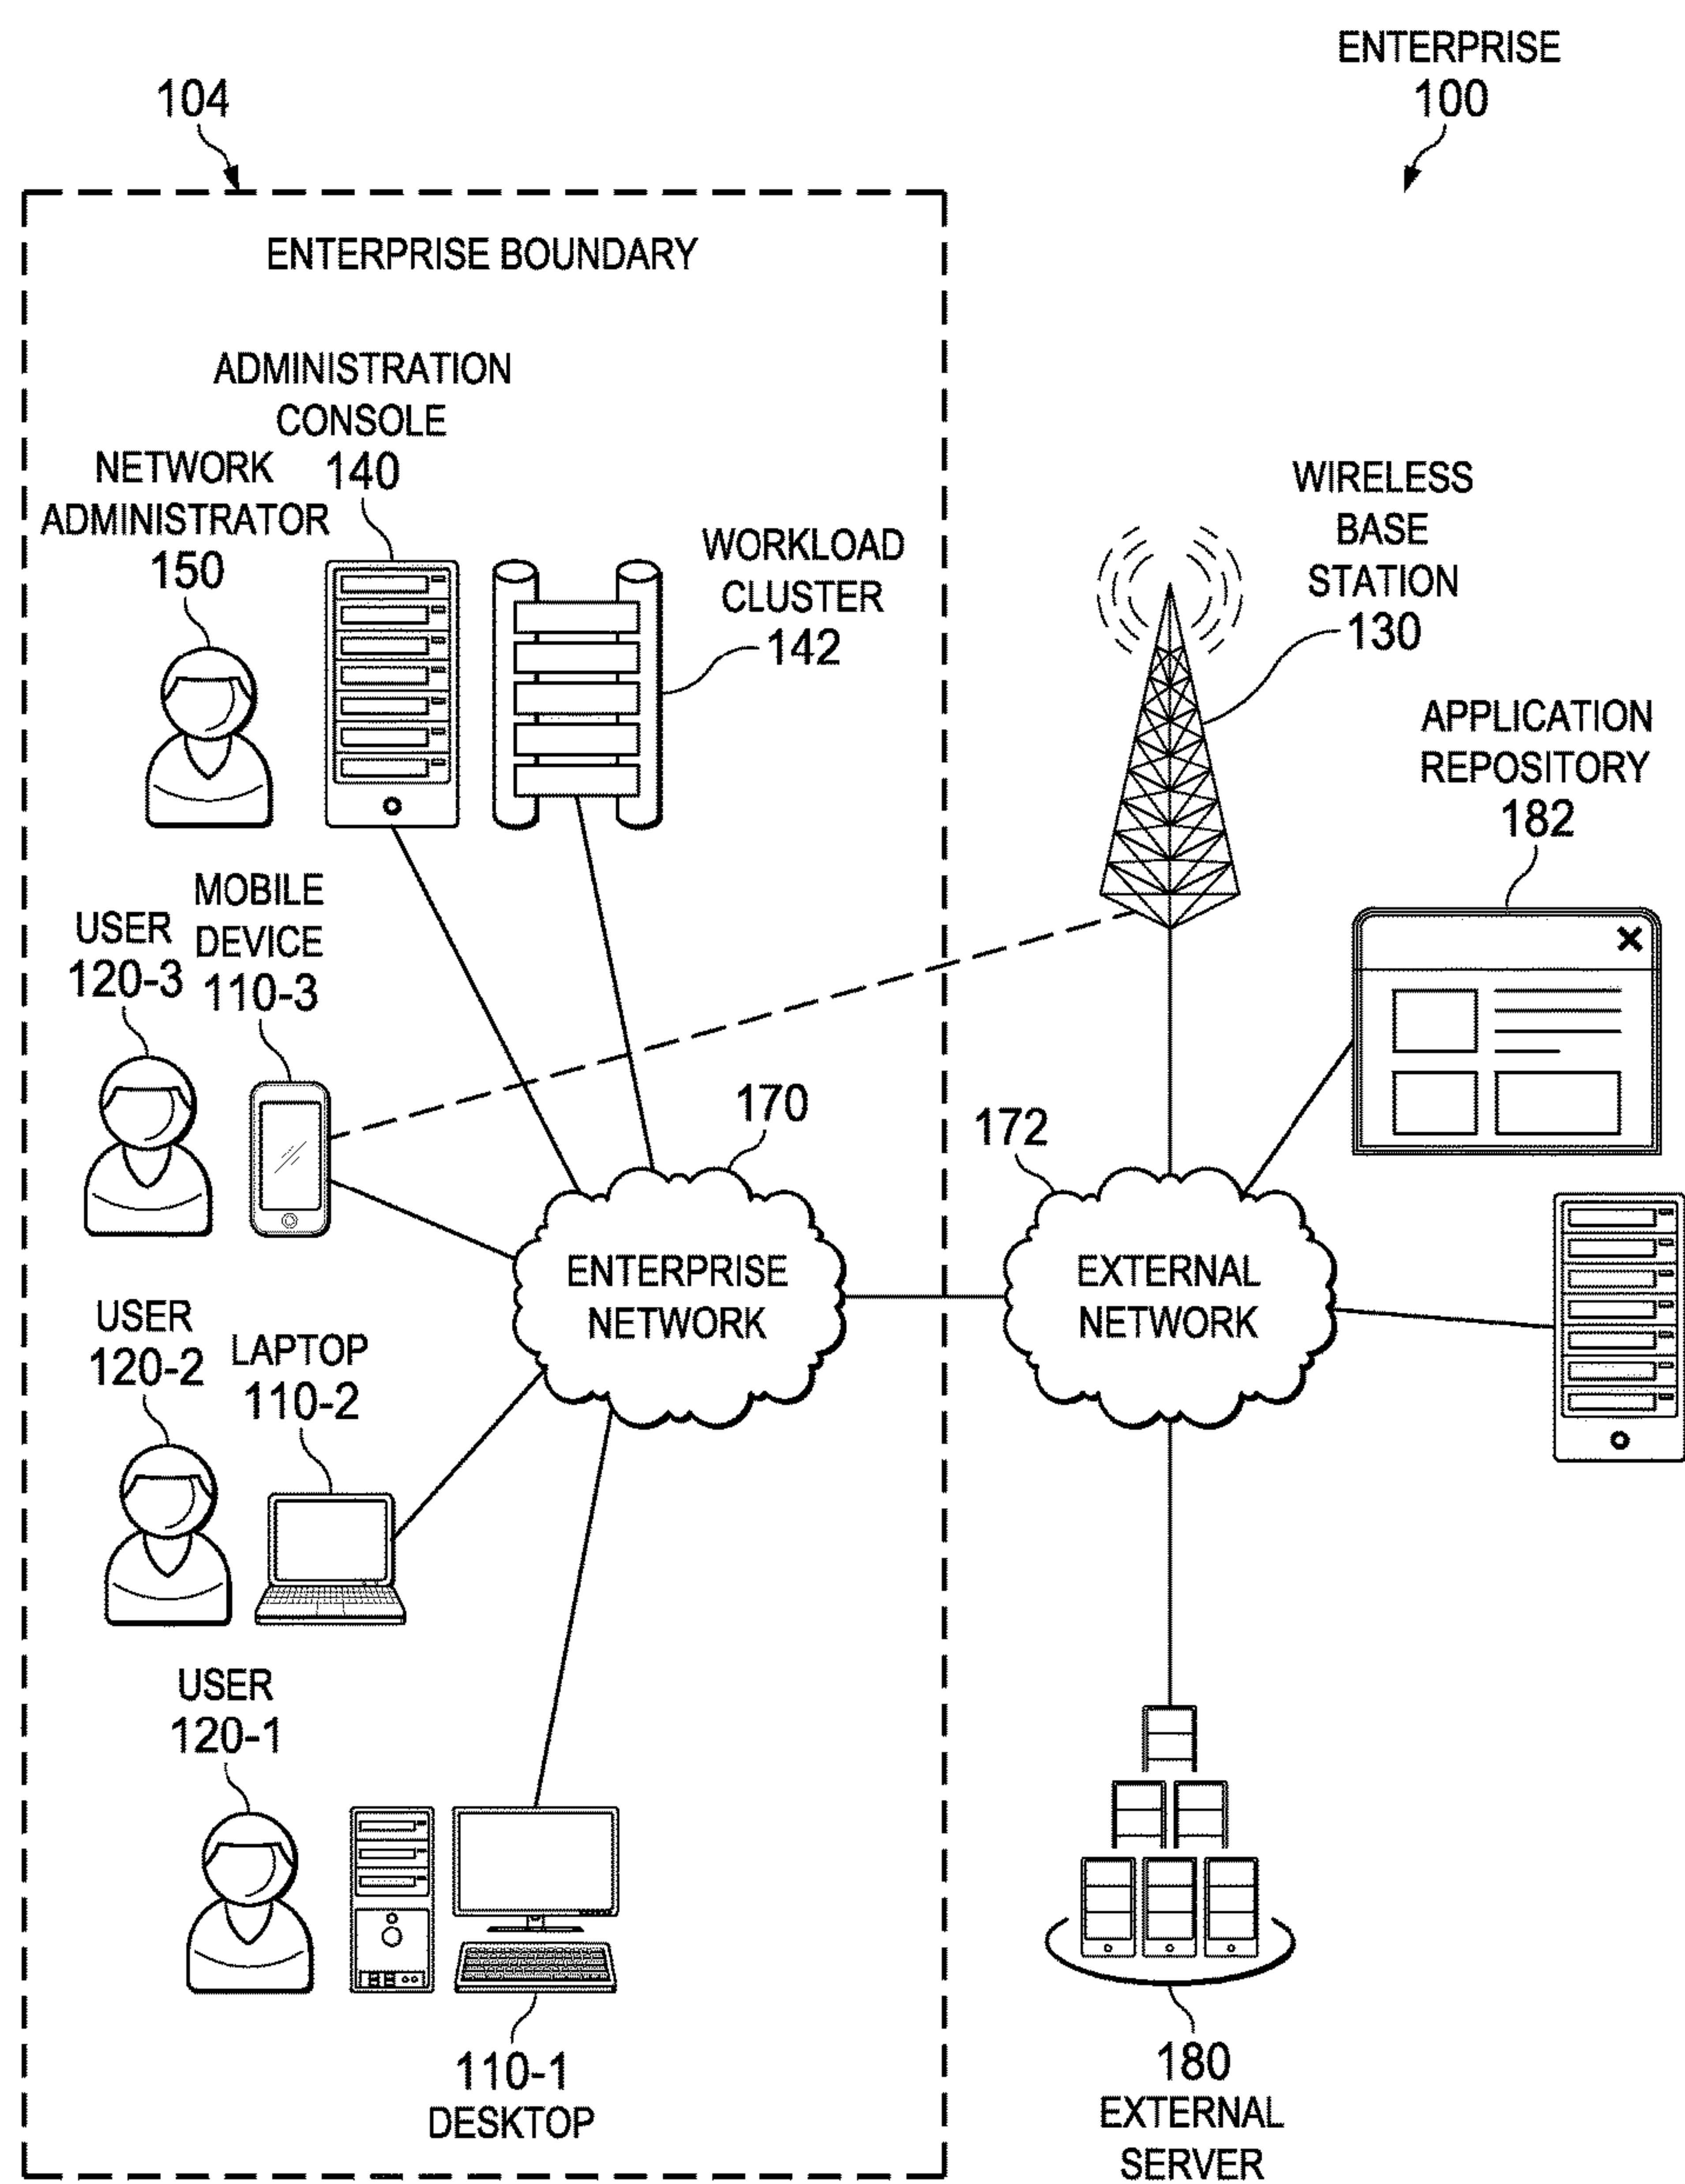 ENTERPRISE
100
104
ENTERPRISE BOUNDARY
ADMINISTRATION
CONSOLE
140
NETWORK
ADMINISTRATOR
150
WORKLOAD
CLUSTER
142
WIRELESS
BASE
STATION
130
APPLICATION
REPOSITORY
182
MOBILE
DEVICE
110-3
USER
120-3
170
172
ENTERPRISE
NETWORK
EXTERNAL
NETWORK
USER
120-2
LAPTOP
110-2
USER
120-1
110-1
DESKTOP
180
EXTERNAL
SERVER